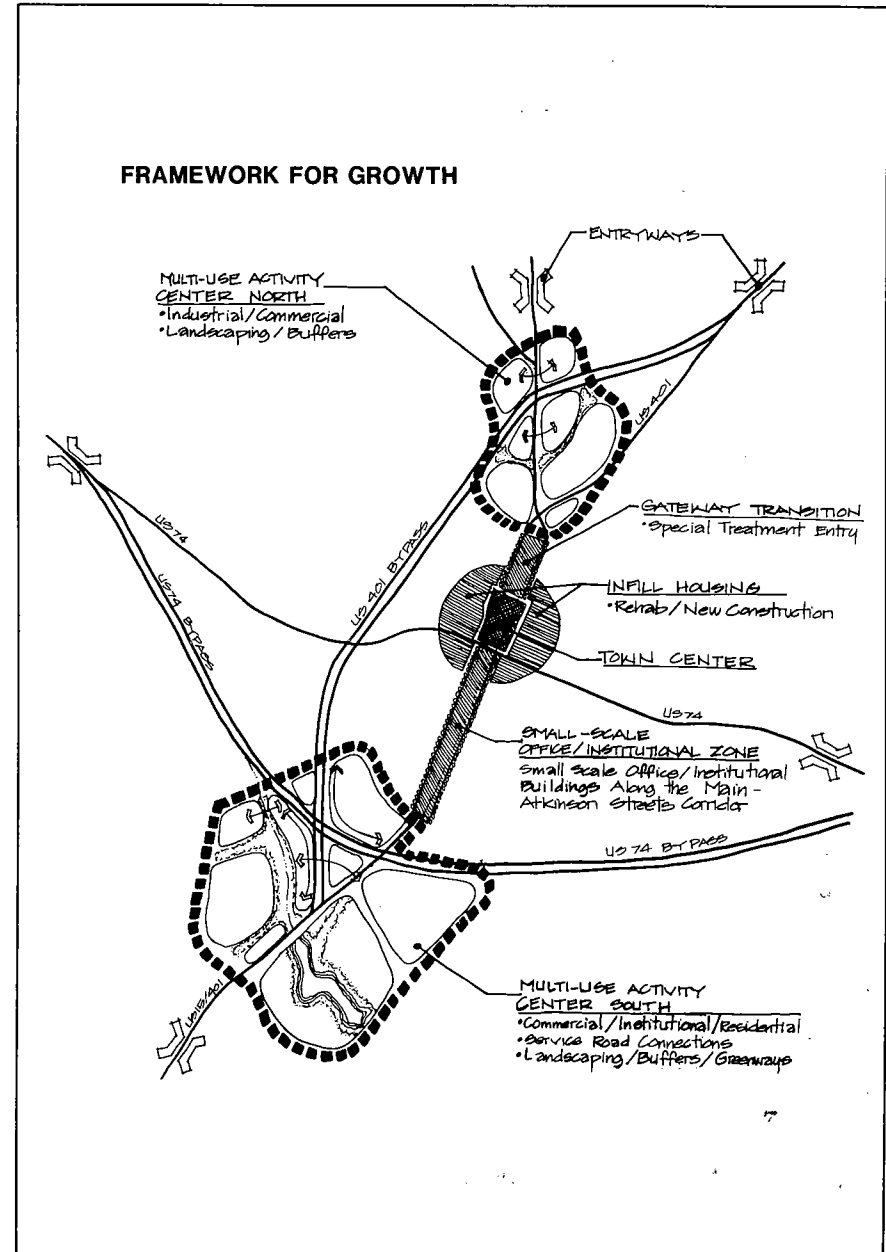 FRAMEWORK FOR GROWTH
ENTRYWAYS
MULTI-USE ACTIVITY
CENTER NORTH
•Industrial/Commercial
•Landscaping/Buffers
US 401
GATEWAY TRANSITION
•Special Treatment Entry
US 74
US 401 BYPASS
US 74 BYPASS
INFILL HOUSING
•Rehab/New Construction
TOWN CENTER
US 74
SMALL-SCALE
OFFICE/INSTITUTIONAL ZONE
Small Scale Office/Institutional
Buildings Along the Main-
Atkinson Streets Corridor
US 74 BYPASS
US 15/401
MULTI-USE ACTIVITY
CENTER SOUTH
•Commercial/Institutional/Residential
•Service Road Connections
•Landscaping/Buffers/Greenways
7